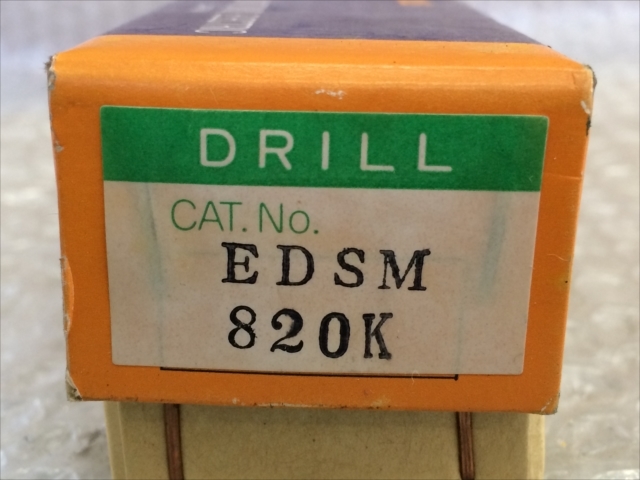 DRILL
CAT. No.
EDSM
820K